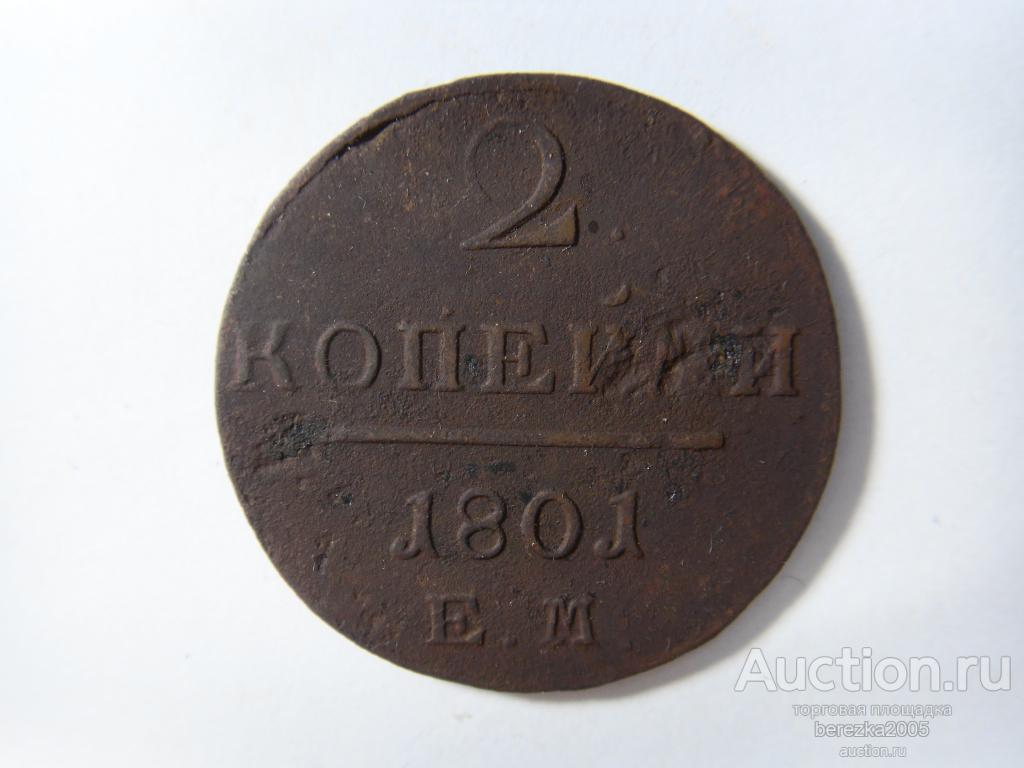 2
КОПЕЙКИ
1801
Е.М.
Auction.ru
торговая площадка
berezka2005
auction.ru